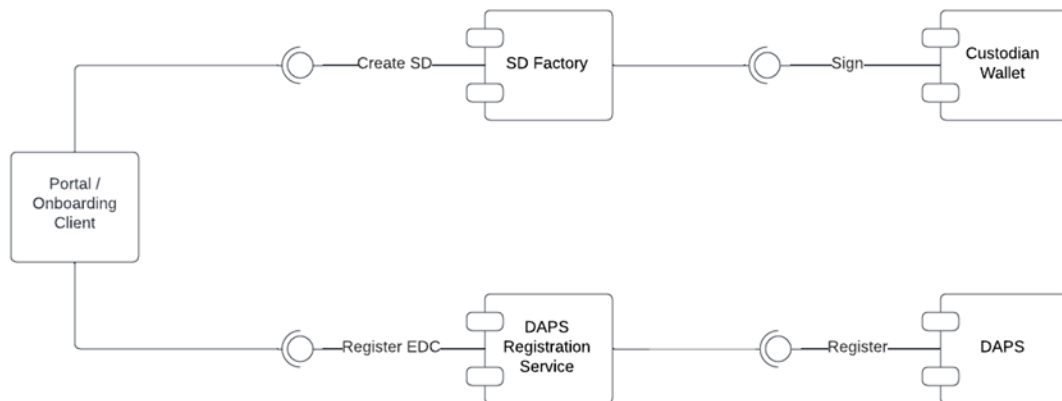 Create SD
SD Factory
Sign
Custodian
Wallet
Portal /
Onboarding
Client
Register EDC
DAPS
Registration
Service
Register
DAPS